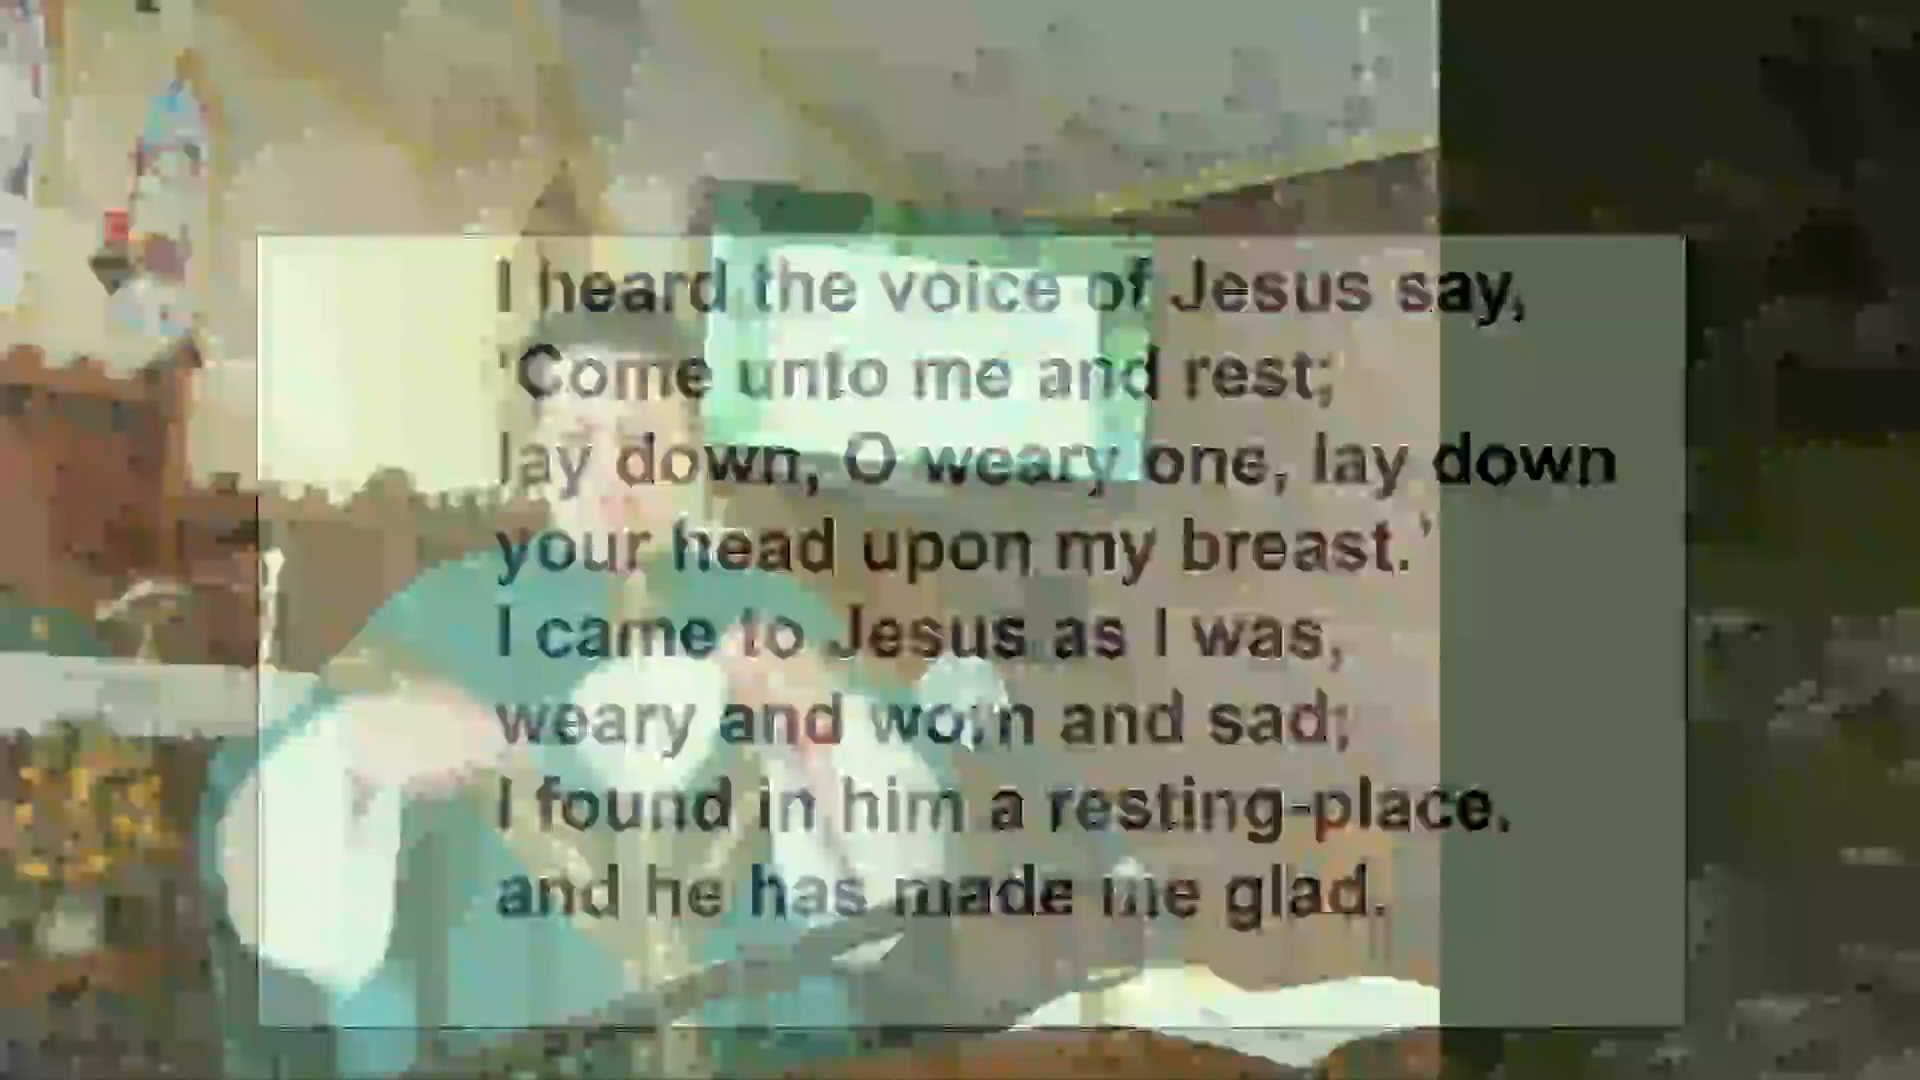 I heard the voice of Jesus say,
‘Come unto me and rest;
lay down, O weary one, lay down
your head upon my breast.’
I came to Jesus as I was,
weary and worn and sad;
I found in him a resting-place,
and he has made me glad.